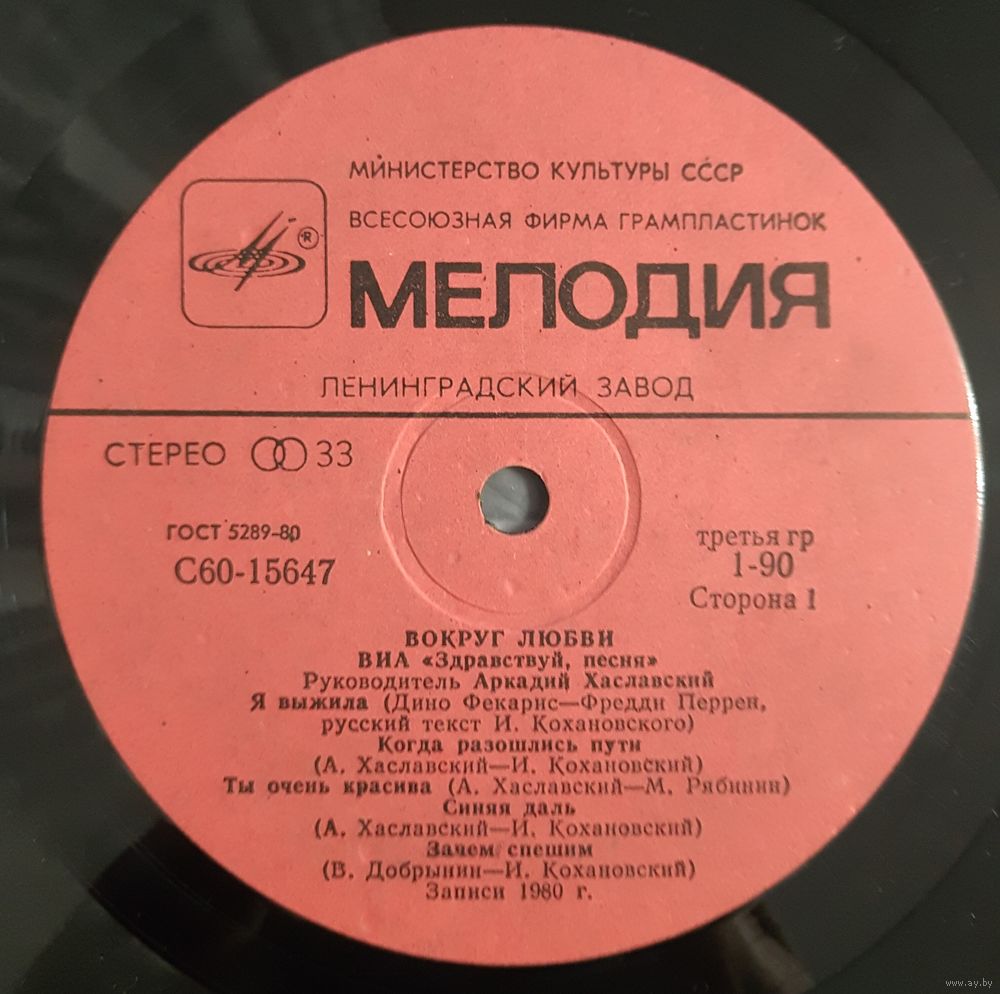 МИНИСТЕРСТВО КУЛЬТУРЫ СССР
ВСЕСОЮЗНАЯ ФИРМА ГРАМПЛАСТИНОК
®
МЕЛОДИЯ
ЛЕНИНГРАДСКИЙ ЗАВОД
СТЕРЕО 33
ГОСТ 5289-80
С60-15647
третья гр
1-90
Сторона 1
ВОКРУГ ЛЮБВИ
ВИА «Здравствуй, песня»
Руководитель Аркадий Хаславский
Я выжила (Дино Фекарис—Фредди Перрен,
русский текст И. Кохановского)
Когда разошлись пути
(А. Хаславский—И. Кохановский)
Ты очень красива (А. Хаславский—М. Рябинин)
Синяя даль
(А. Хаславский—И. Кохановский)
Зачем спешим
(В. Добрынин—И. Кохановский)
Записи 1980 г.
www.ay.by